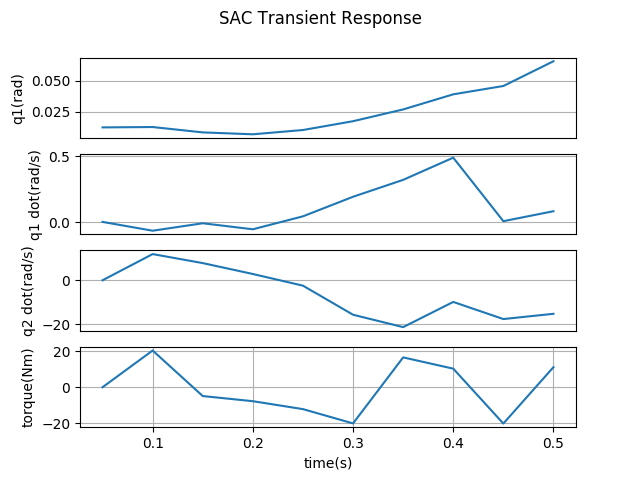 SAC Transient Response
q1(rad)
0.050
0.025
q1 dot(rad/s)
0.5
0.0
q2 dot(rad/s)
0
−20
torque(Nm)
20
0
−20
0.1 0.2 0.3 0.4 0.5
time(s)